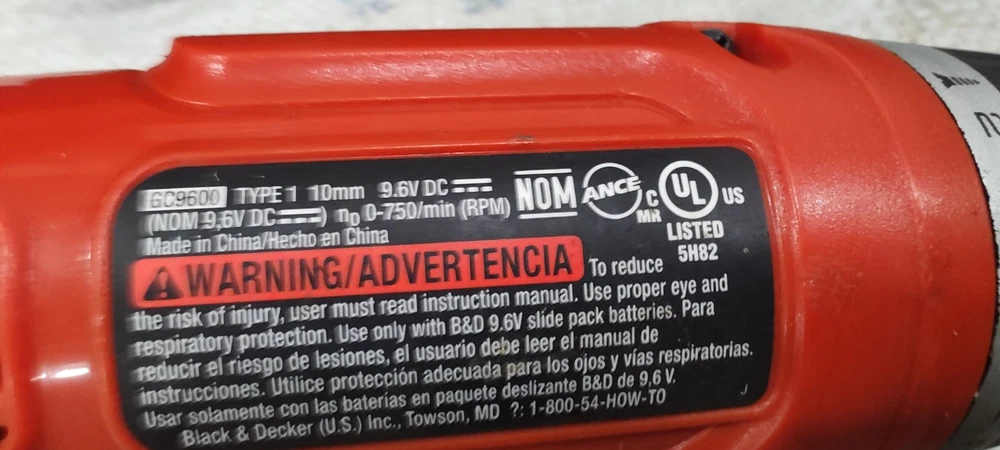 GC9600 TYPE 1 10mm 9.6V DC NOM ANCE UL
(NOM 9,6V DC) n0 0-750/min (RPM) C MR US
Made in China/Hecho en China LISTED
5H82
WARNING/ADVERTENCIA To reduce
the risk of injury, user must read instruction manual. Use proper eye and
respiratory protection. Use only with B&D 9.6V slide pack batteries. Para
reducir el riesgo de lesiones, el usuario debe leer el manual de
instrucciones. Utilice protección adecuada para los ojos y vías respiratorias.
Usar solamente con las baterías en paquete deslizante B&D de 9,6 V.
Black & Decker (U.S.) Inc., Towson, MD ?: 1-800-54-HOW-TO